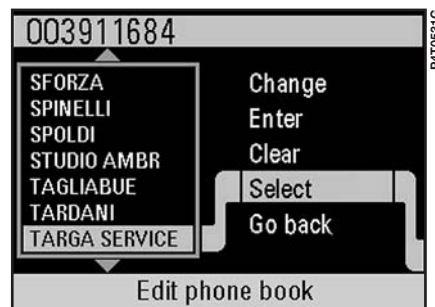 003911684
SFORZA
SPINELLI
SPOLDI
STUDIO AMBR
TAGLIABUE
TARDANI
TARGA SERVICE
Change
Enter
Clear
Select
Go back
Edit phone book
P4T0531G